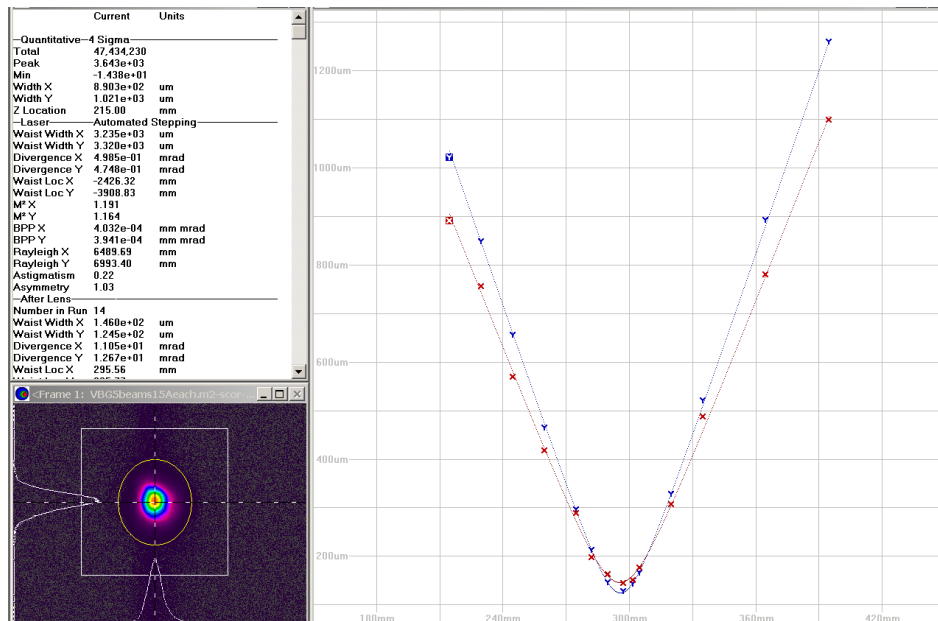 Current Units
Quantitative-4 Sigma
Total 47,434,230
Peak 3.643e+03
Min -1.438e+01
Width X 8.903e+02 um
Width Y 1.021e+03 um
Z Location 215.00 mm
Laser Automated Stepping
Waist Width X 3.235e+03 um
Waist Width Y 3.320e+03 um
Divergence X 4.985e-01 mrad
Divergence Y 4.748e-01 mrad
Waist Loc X -2426.32 mm
Waist Loc Y -3908.83 mm
M² X 1.191
M² Y 1.164
BPP X 4.032e-04 mm mrad
BPP Y 3.941e-04 mm mrad
Rayleigh X 6489.69 mm
Rayleigh Y 6993.40 mm
Astigmatism 0.22
Asymmetry 1.03
After Lens
Number in Run 14
Waist Width X 1.460e+02 um
Waist Width Y 1.245e+02 um
Divergence X 1.105e+01 mrad
Divergence Y 1.267e+01 mrad
Waist Loc X 295.56 mm
<Frame 1: VBG5beams15Aeach.m2-scor
1200um
1000um
800um
600um
400um
200um
180mm
240mm
300mm
360mm
420mm